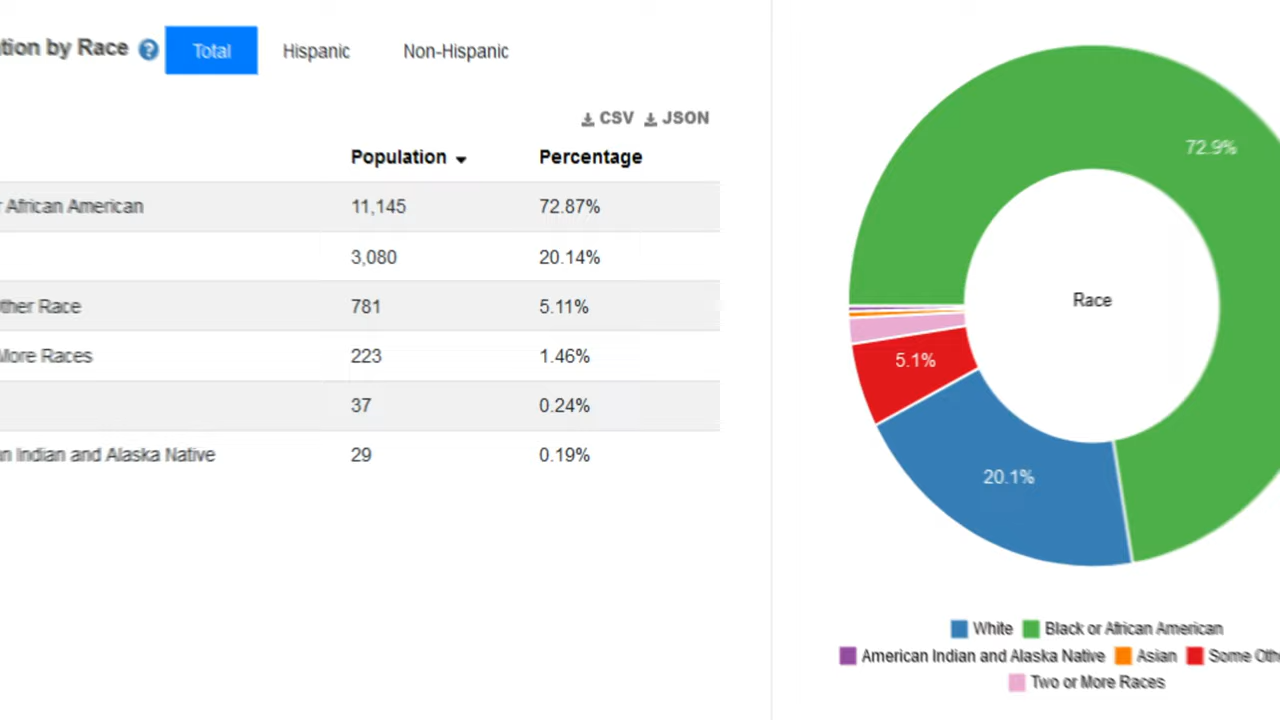 tion by Race ? Total Hispanic Non-Hispanic
CSV JSON
Population Percentage
African American 11,145 72.87%
3,080 20.14%
ther Race 781 5.11%
More Races 223 1.46%
37 0.24%
n Indian and Alaska Native 29 0.19%
72.9%
Race
5.1%
20.1%
White Black or African American
American Indian and Alaska Native Asian Some Oth
Two or More Races